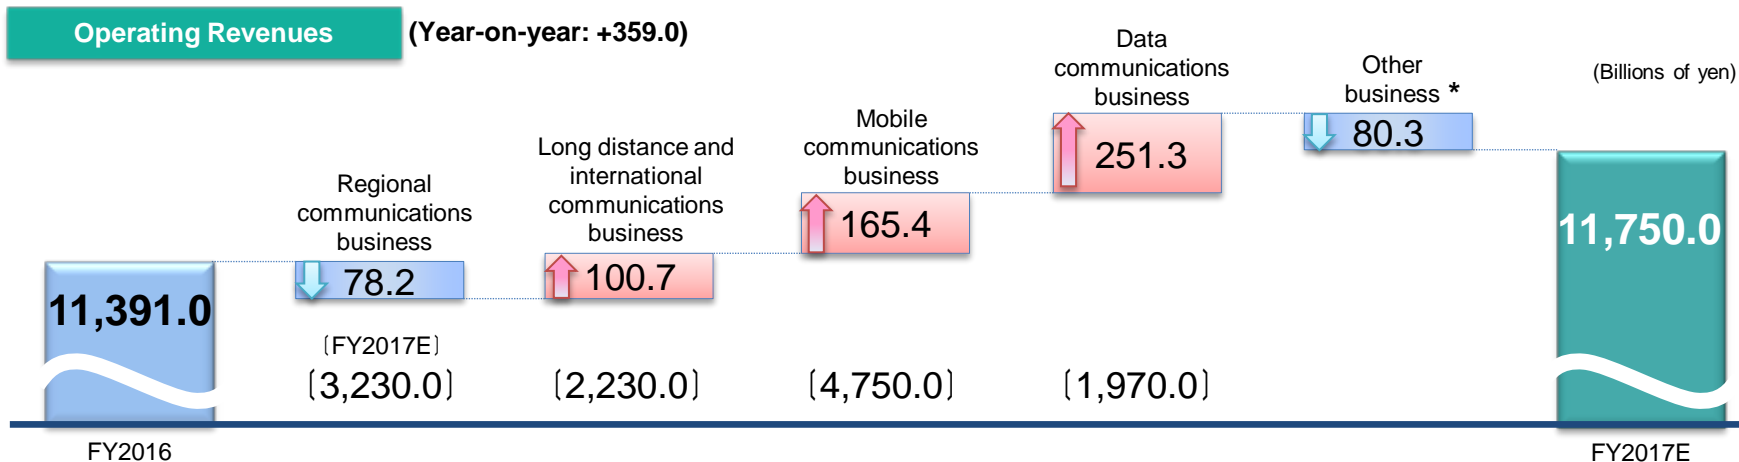 Operating Revenues
(Year-on-year: +359.0)
(Billions of yen)
11,391.0
FY2016
Regional
communications
business
78.2
[FY2017E]
[3,230.0]
Long distance and
international
communications
business
100.7
[2,230.0]
Mobile
communications
business
165.4
[4,750.0]
Data
communications
business
251.3
[1,970.0]
Other
business *
80.3
11,750.0
FY2017E